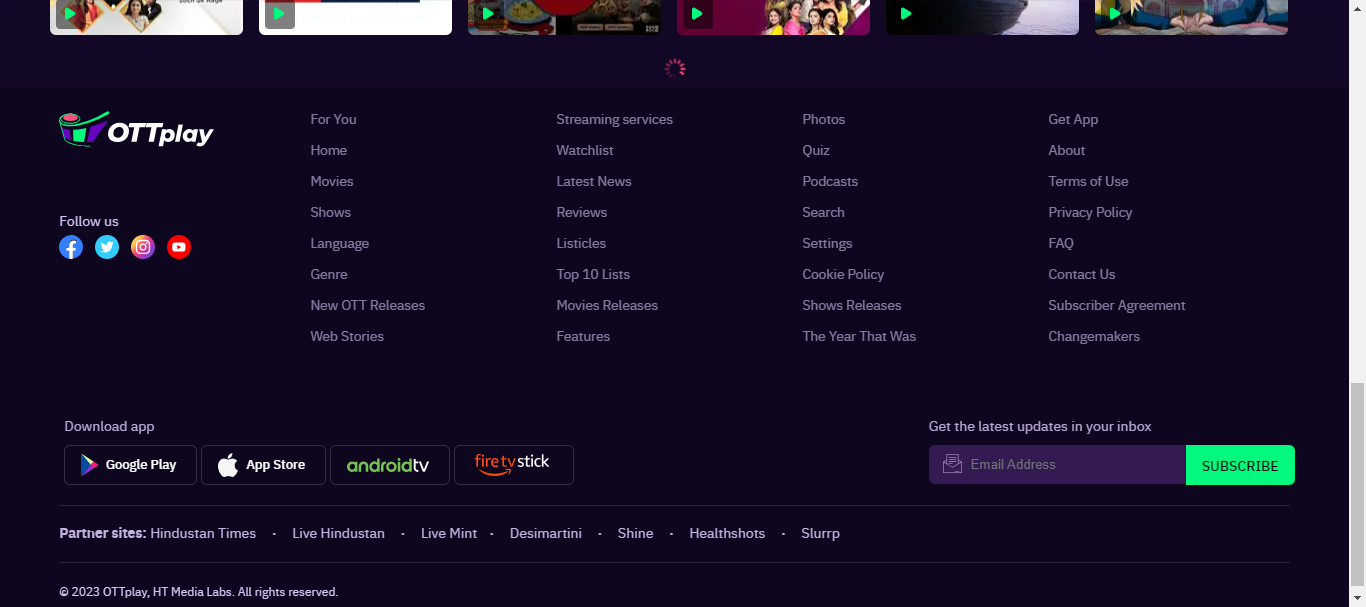 OTTplay
Follow us
For You
Home
Movies
Shows
Language
Genre
New OTT Releases
Web Stories
Streaming services
Watchlist
Latest News
Reviews
Listicles
Top 10 Lists
Movies Releases
Features
Photos
Quiz
Podcasts
Search
Settings
Cookie Policy
Shows Releases
The Year That Was
Get App
About
Terms of Use
Privacy Policy
FAQ
Contact Us
Subscriber Agreement
Changemakers
Download app
Google Play
App Store
androidtv
firetvstick
Get the latest updates in your inbox
Email Address
SUBSCRIBE
Partner sites: Hindustan Times · Live Hindustan · Live Mint · Desimartini · Shine · Healthshots · Slurrp
© 2023 OTTplay, HT Media Labs. All rights reserved.